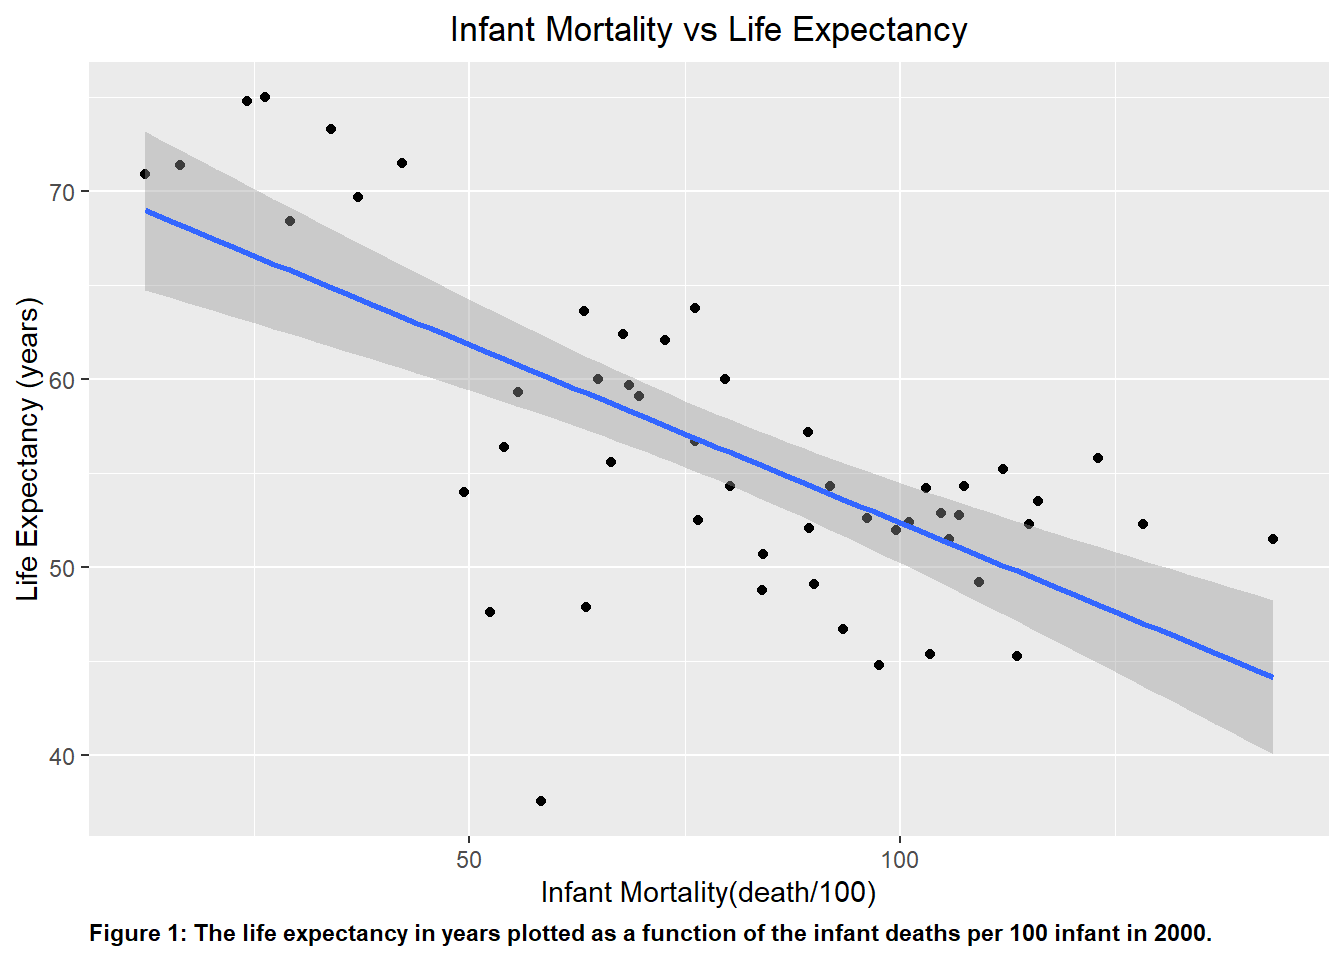 Infant Mortality vs Life Expectancy
Life Expectancy (years)
70
60
50
40
50
100
Infant Mortality(death/100)
Figure 1: The life expectancy in years plotted as a function of the infant deaths per 100 infant in 2000.